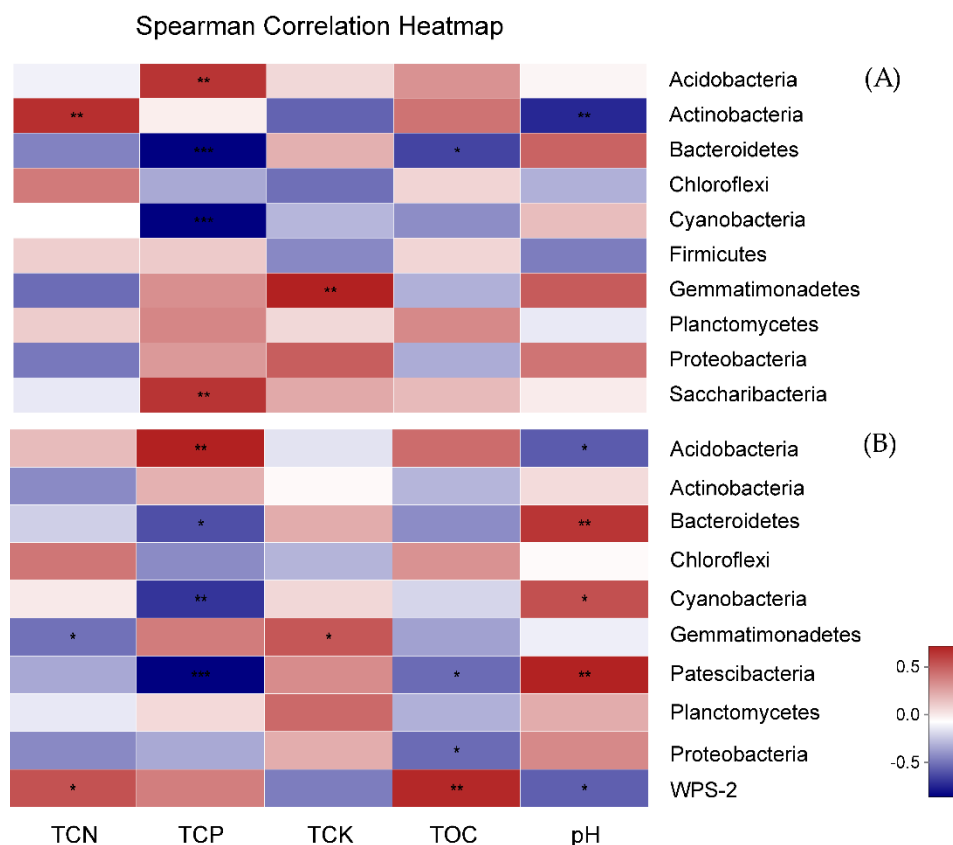 Spearman Correlation Heatmap
** Acidobacteria (A)
** ** Actinobacteria
*** * Bacteroidetes
Chloroflexi
*** Cyanobacteria
Firmicutes
** Gemmatimonadetes
Planctomycetes
Proteobacteria
** Saccharibacteria
** * Acidobacteria (B)
Actinobacteria
* ** Bacteroidetes
Chloroflexi
** * Cyanobacteria
* * Gemmatimonadetes
*** * ** Patescibacteria
Planctomycetes
* Proteobacteria
* ** * WPS-2
0.5
0.0
-0.5
TCN TCP TCK TOC pH